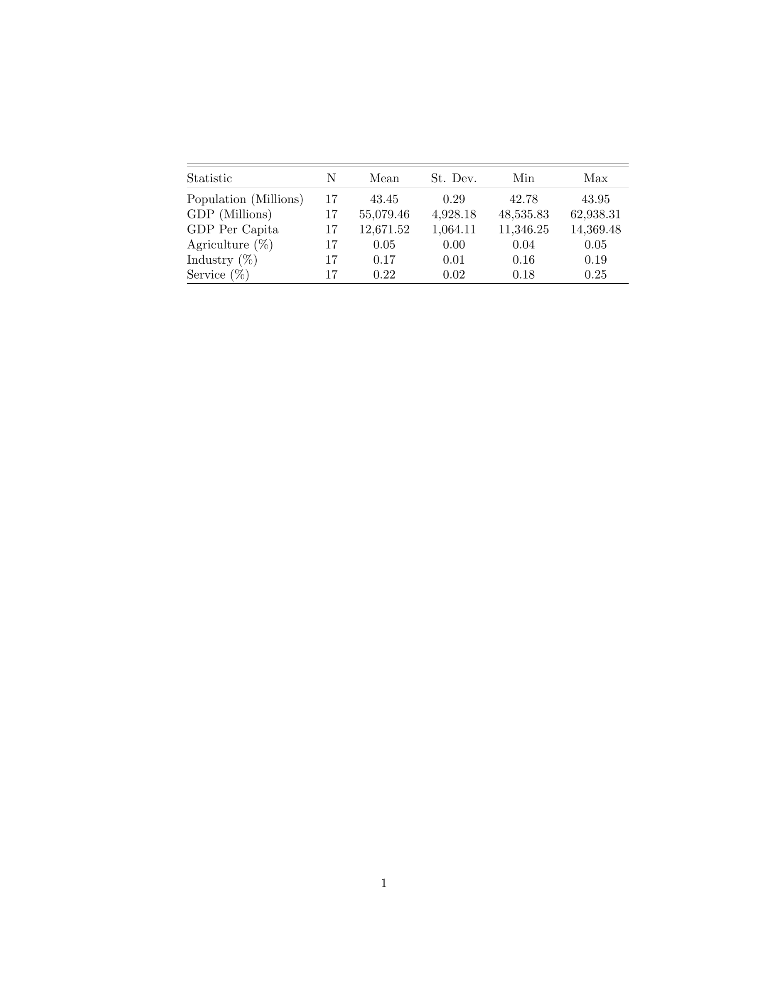 Statistic N Mean St. Dev. Min Max
Population (Millions) 17 43.45 0.29 42.78 43.95
GDP (Millions) 17 55,079.46 4,928.18 48,535.83 62,938.31
GDP Per Capita 17 12,671.52 1,064.11 11,346.25 14,369.48
Agriculture (%) 17 0.05 0.00 0.04 0.05
Industry (%) 17 0.17 0.01 0.16 0.19
Service (%) 17 0.22 0.02 0.18 0.25
1